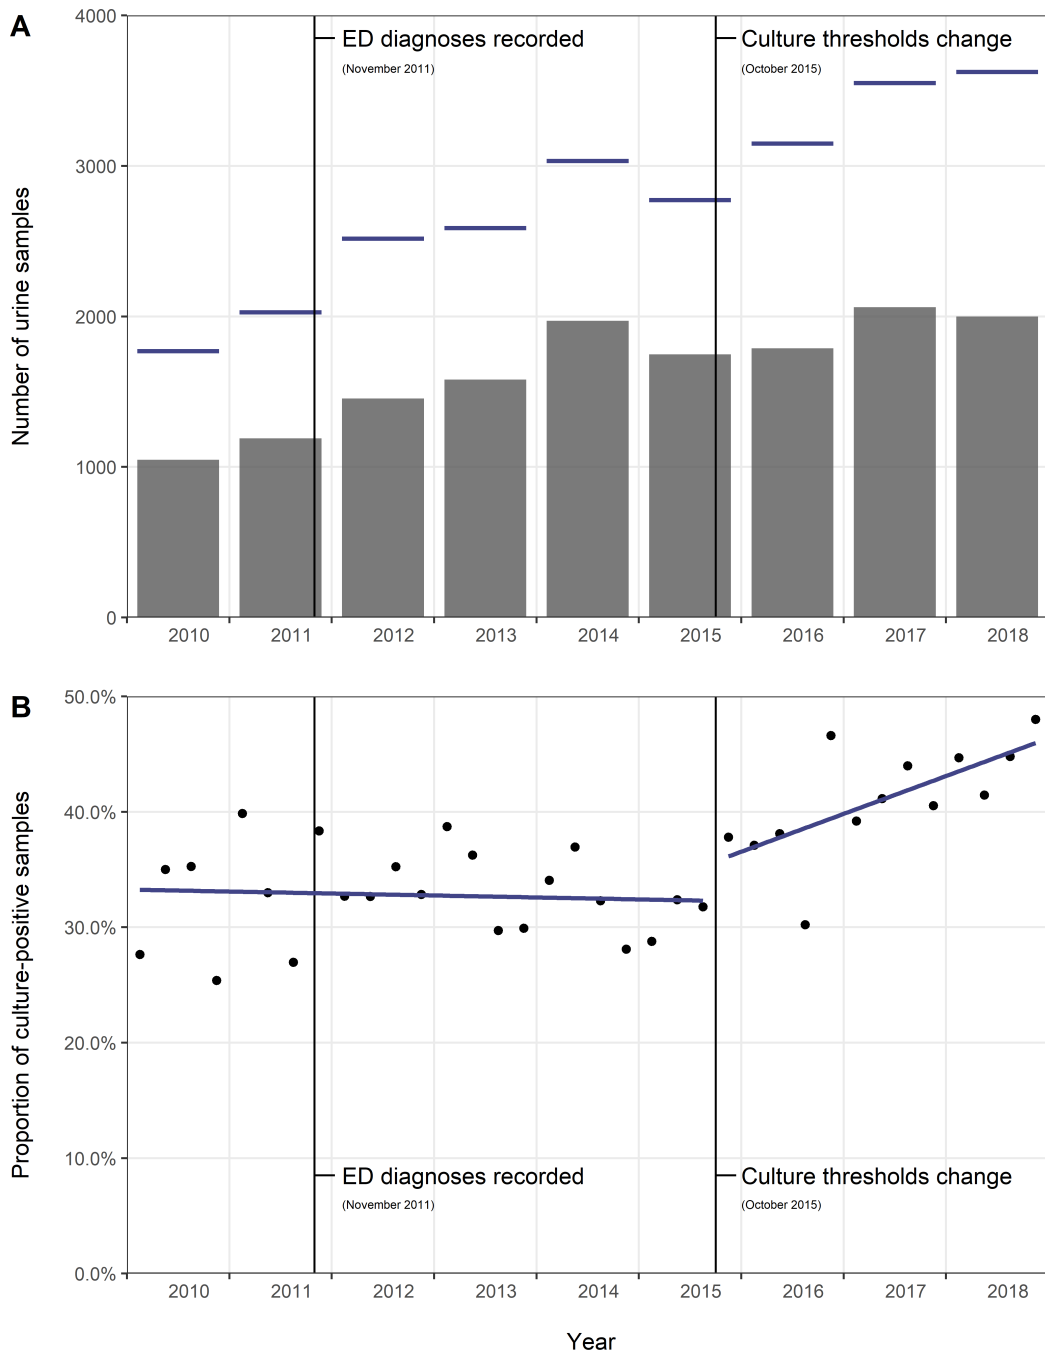 A
4000
ED diagnoses recorded
Culture thresholds change
(November 2011)
(October 2015)
3000
Number of urine samples
2000
1000
0
2010 2011 2012 2013 2014 2015 2016 2017 2018
B
50.0%
40.0%
30.0%
Proportion of culture-positive samples
20.0%
10.0%
ED diagnoses recorded
Culture thresholds change
(November 2011)
(October 2015)
0.0%
2010 2011 2012 2013 2014 2015 2016 2017 2018
Year